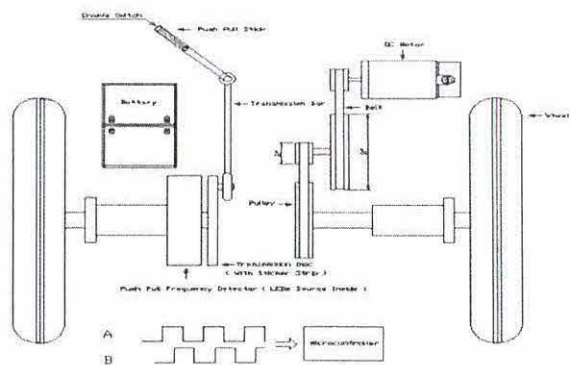 Double Switch
Push Pull Stick
DC Motor
Battery
Transmission Bar
Belt
Wheel
Pulley
Transmission Disc
( With Sticker Strip )
Push Pull Frequency Detector ( LEDs Source Inside )
A
B
Microcontroller